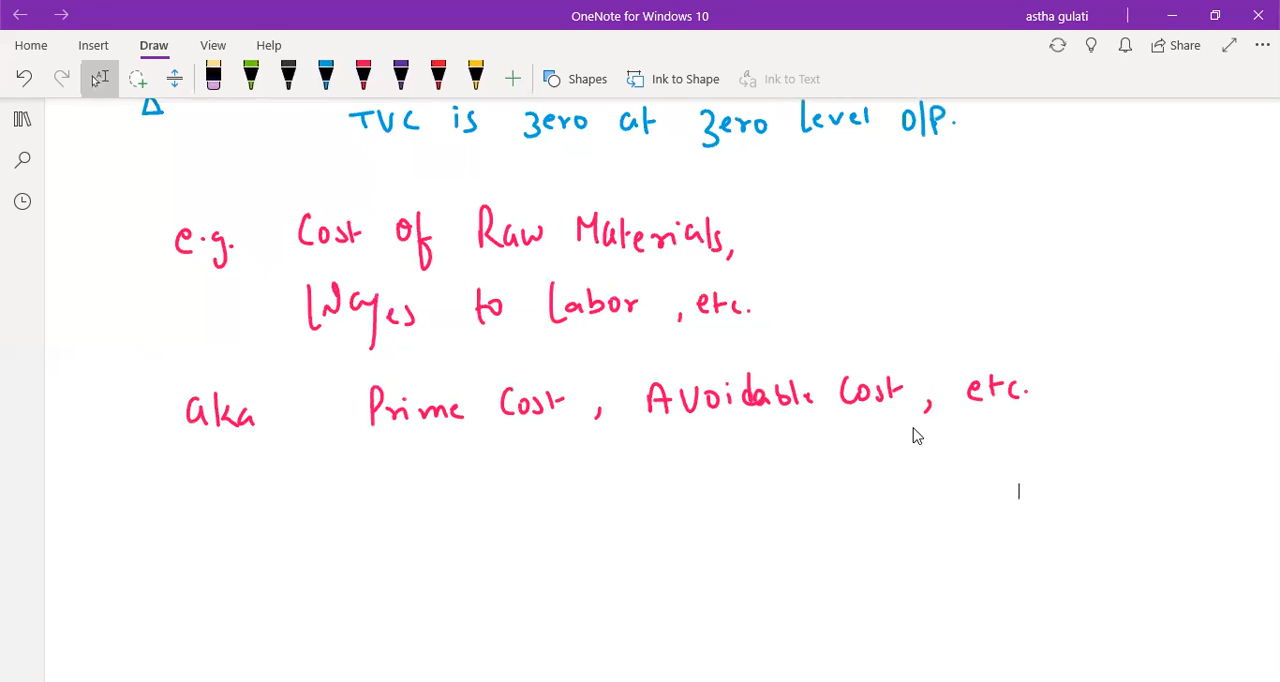 OneNote for Windows 10
astha gulati
Home Insert Draw View Help
Share
Shapes Ink to Shape Ink to Text
TVC is zero at zero level O/P.
e.g. Cost of Raw Materials,
Wages to Labor, etc.
aka Prime Cost, Avoidable Cost, etc.